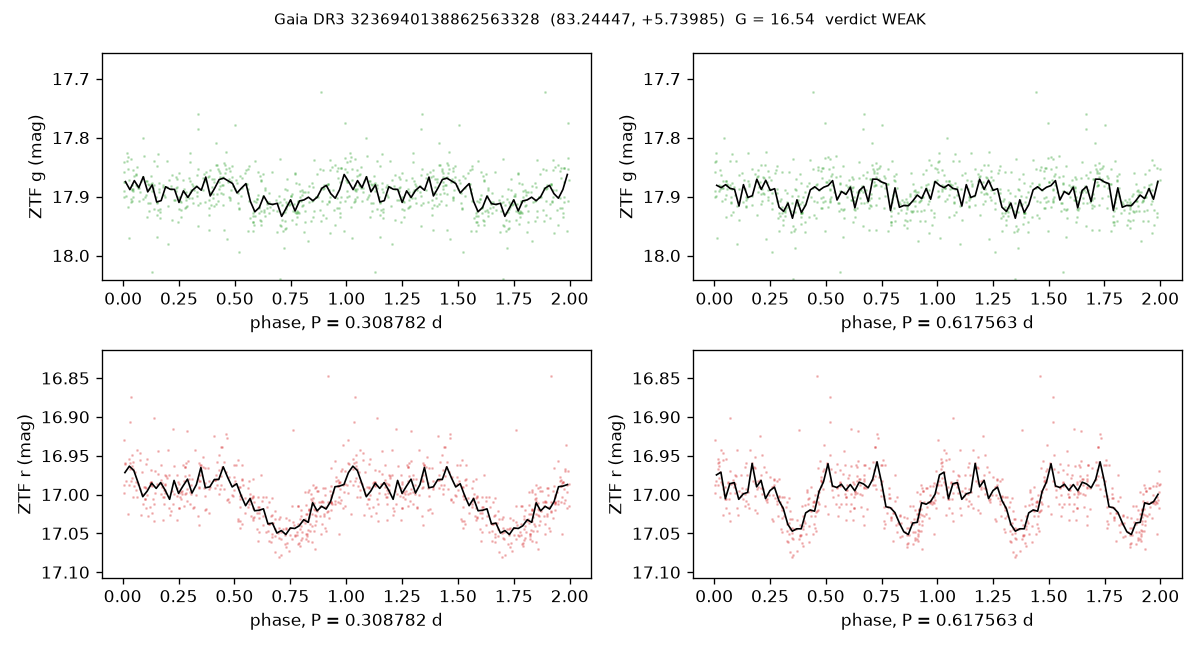 Gaia DR3 3236940138862563328 (83.24447, +5.73985) G = 16.54 verdict WEAK
ZTF g (mag)
17.7
17.8
17.9
18.0
0.00 0.25 0.50 0.75 1.00 1.25 1.50 1.75 2.00
phase, P = 0.308782 d
ZTF g (mag)
17.7
17.8
17.9
18.0
0.00 0.25 0.50 0.75 1.00 1.25 1.50 1.75 2.00
phase, P = 0.617563 d
ZTF r (mag)
16.85
16.90
16.95
17.00
17.05
17.10
0.00 0.25 0.50 0.75 1.00 1.25 1.50 1.75 2.00
phase, P = 0.308782 d
ZTF r (mag)
16.85
16.90
16.95
17.00
17.05
17.10
0.00 0.25 0.50 0.75 1.00 1.25 1.50 1.75 2.00
phase, P = 0.617563 d